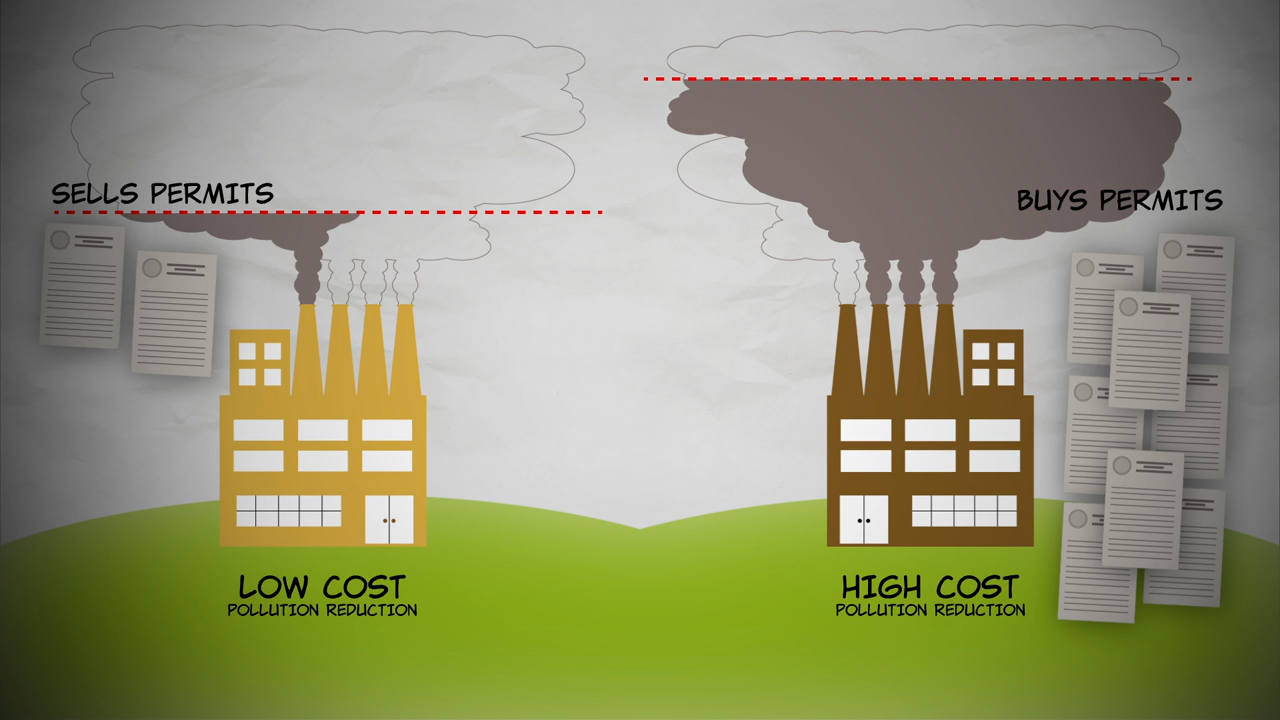 SELLS PERMITS
BUYS PERMITS
LOW COST
POLLUTION REDUCTION
HIGH COST
POLLUTION REDUCTION